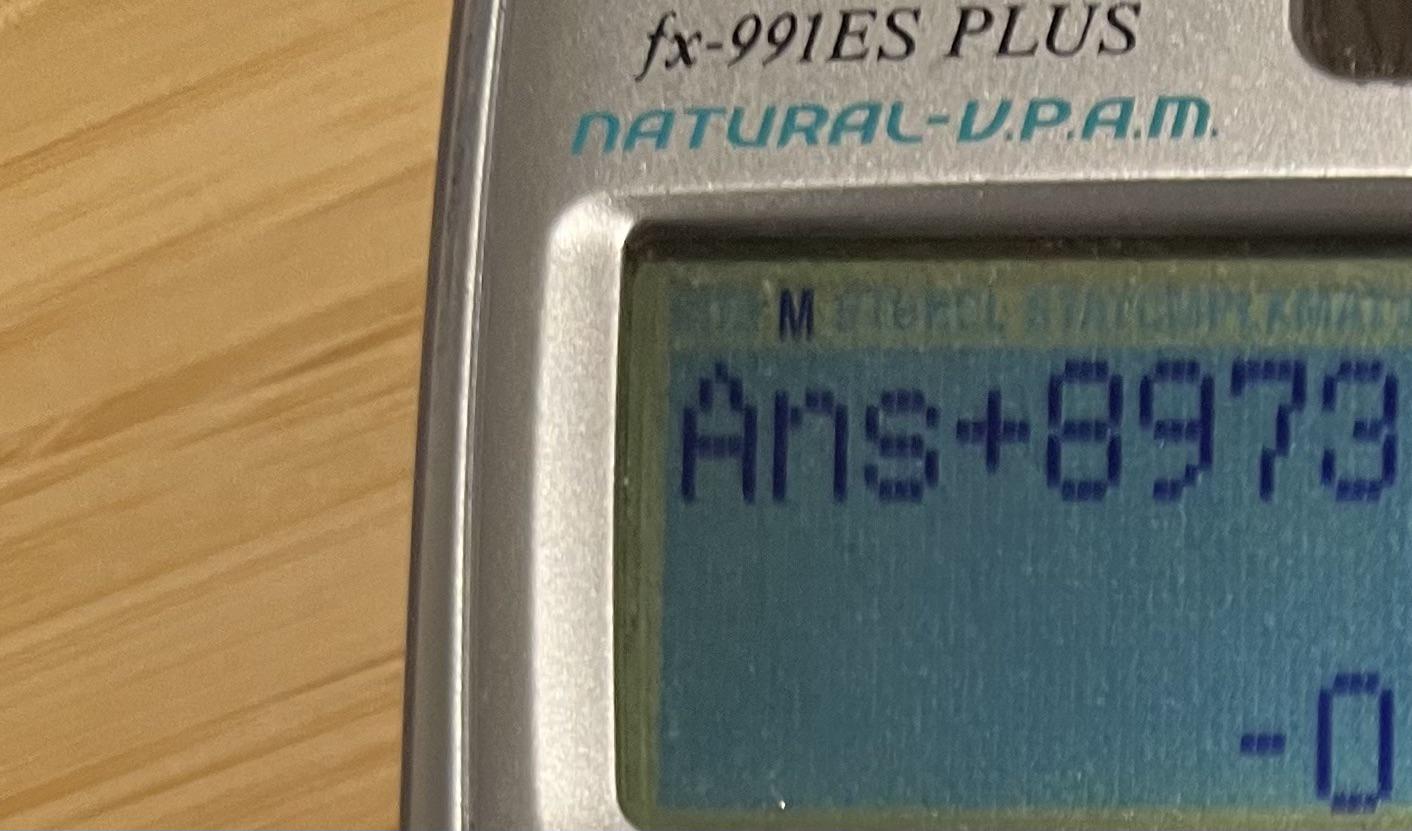 fx-991ES PLUS
NATURAL-V.P.A.M.
M
Ans+8973
-0